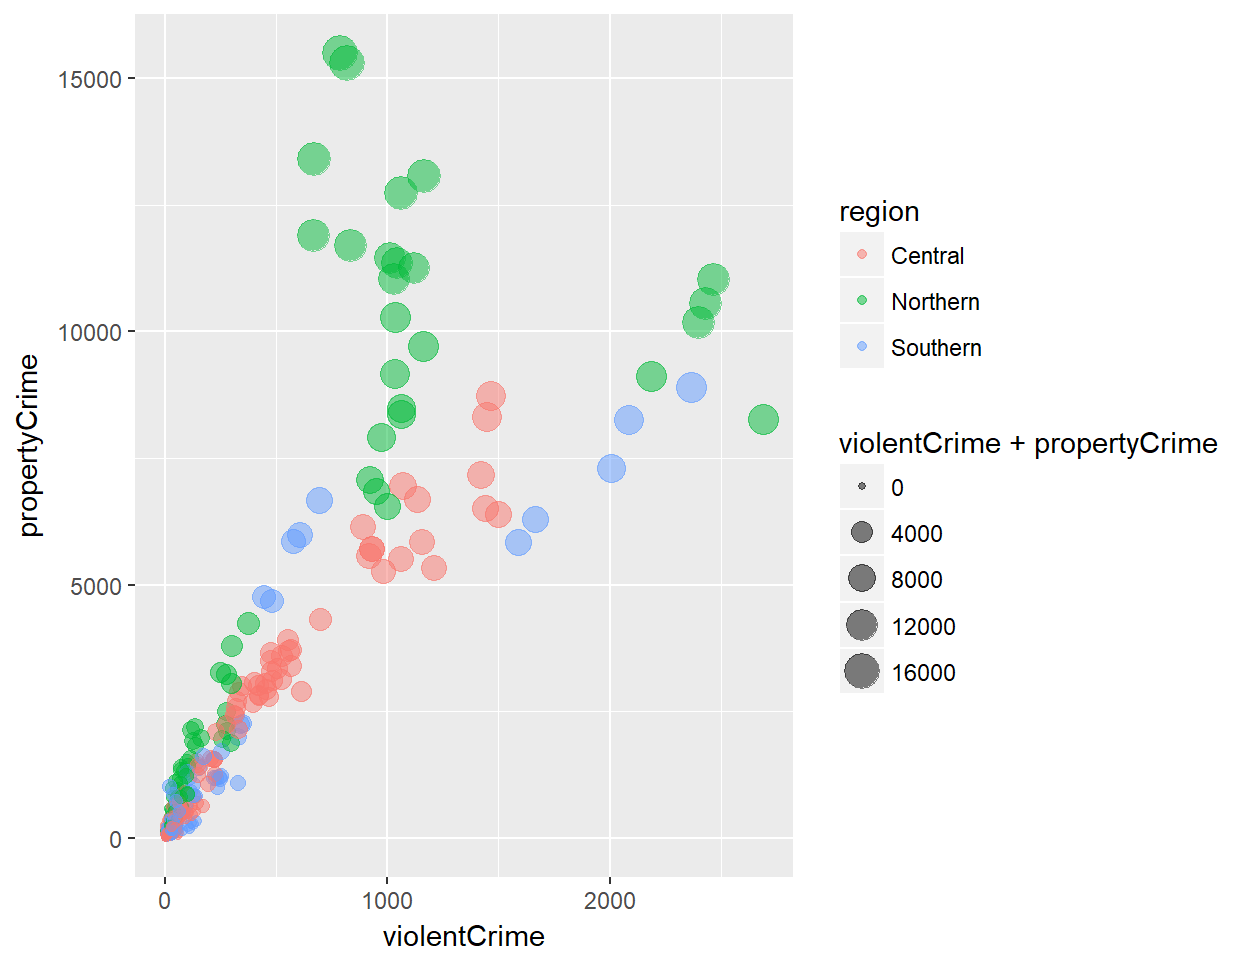 propertyCrime
15000
10000
5000
0
0
1000
2000
violentCrime
region
Central
Northern
Southern
violentCrime + propertyCrime
0
4000
8000
12000
16000